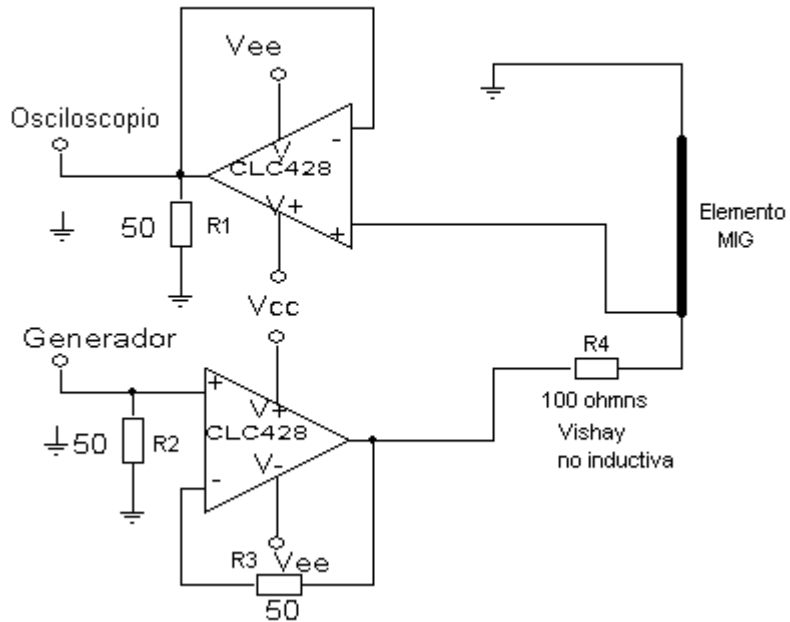 Vee
Osciloscopio
V
-
CLC428
V+
+
50
R1
Vcc
Elemento
MIG
Generador
+
V+
CLC428
V-
-
50
R2
R4
100 ohmns
Vishay
no inductiva
R3
Vee
50